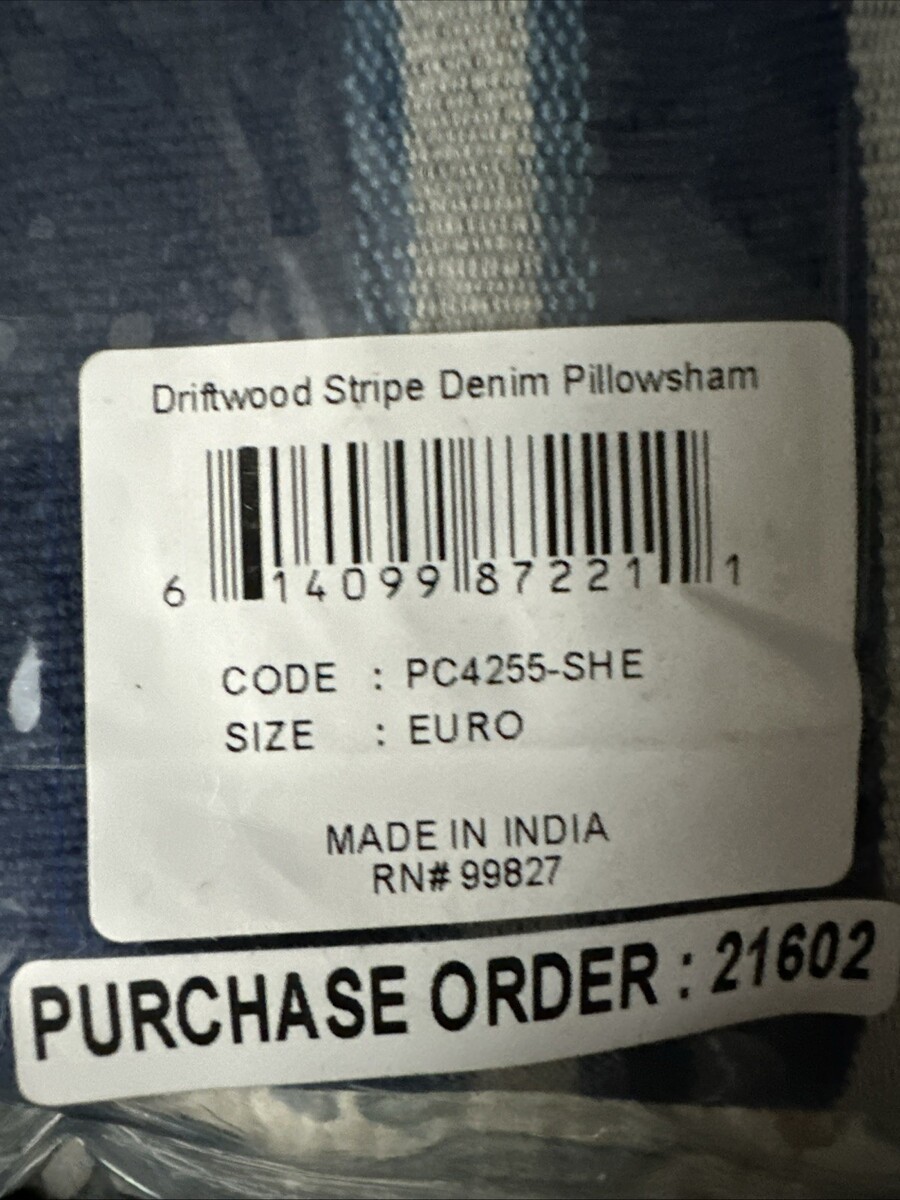 Driftwood Stripe Denim Pillowsham
6 14099 87221 1
CODE : PC4255-SHE
SIZE : EURO
MADE IN INDIA
RN# 99827
PURCHASE ORDER : 21602